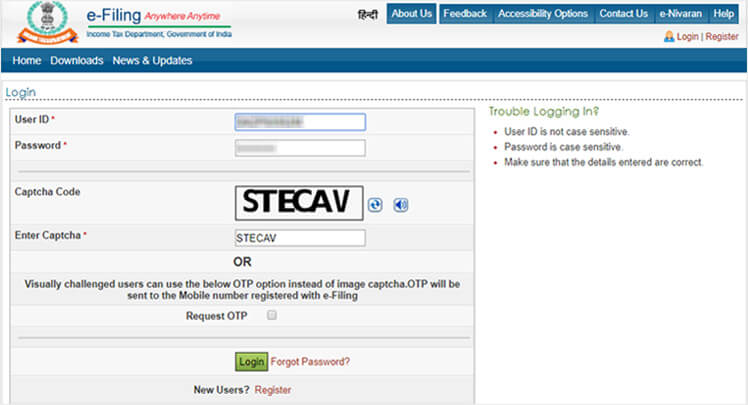 e-Filing Anywhere Anytime
Income Tax Department, Government of India
हिन्दी About Us Feedback Accessibility Options Contact Us e-Nivaran Help
Login | Register
Home Downloads News & Updates
Login
User ID *
Password *
Captcha Code STECAV
Enter Captcha * STECAV
OR
Visually challenged users can use the below OTP option instead of image captcha.OTP will be
sent to the Mobile number registered with e-Filing
Request OTP
Login Forgot Password?
New Users? Register
Trouble Logging In?
User ID is not case sensitive.
Password is case sensitive.
Make sure that the details entered are correct.